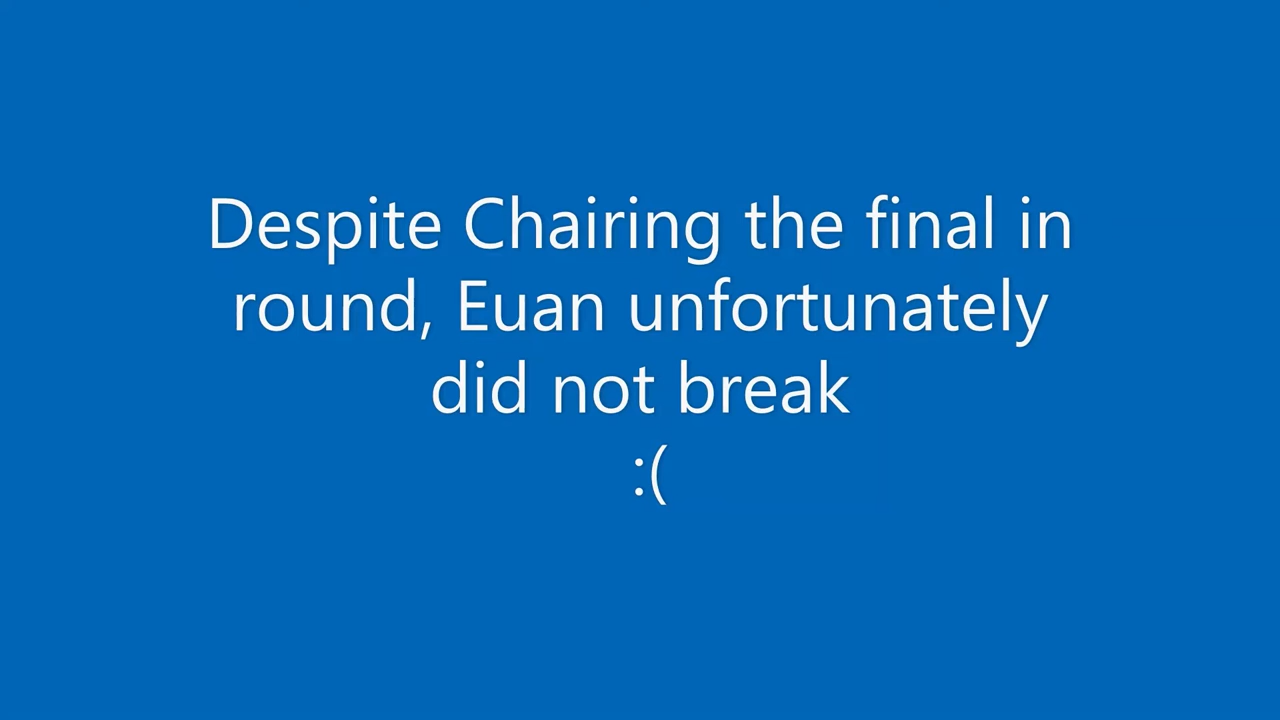 Despite Chairing the final in
round, Euan unfortunately
did not break
:(